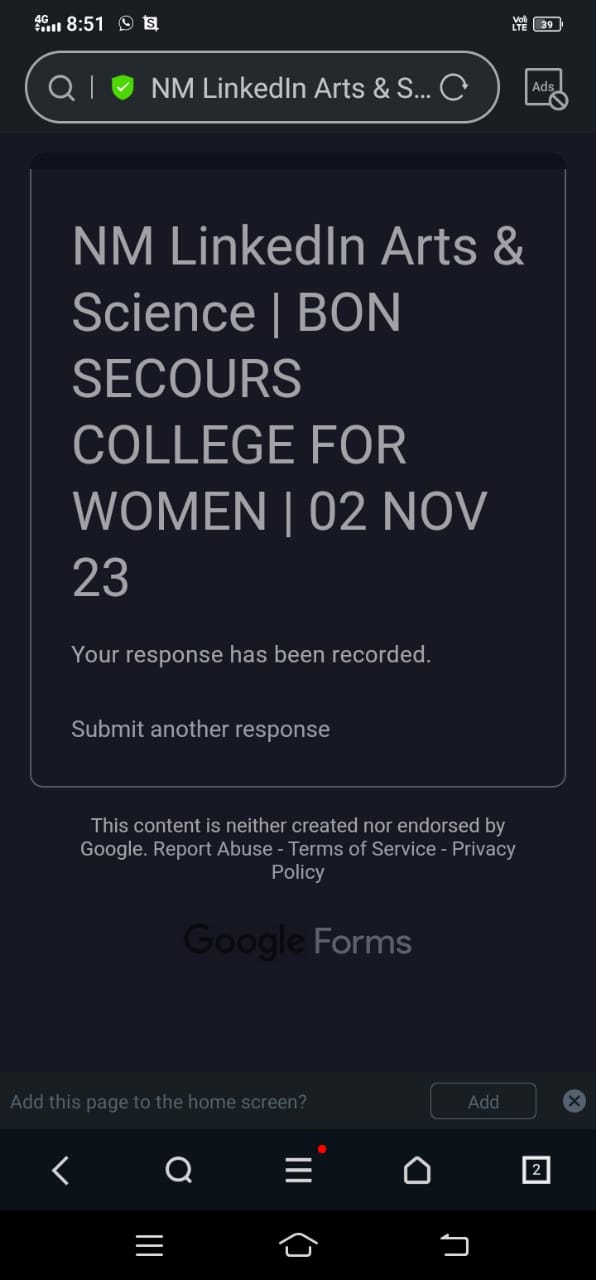 4G 8:51 VoD LTE 39
NM LinkedIn Arts & S... Ads
NM LinkedIn Arts &
Science | BON
SECOURS
COLLEGE FOR
WOMEN | 02 NOV
23
Your response has been recorded.
Submit another response
This content is neither created nor endorsed by
Google. Report Abuse - Terms of Service - Privacy
Policy
Google Forms
Add this page to the home screen? Add
2